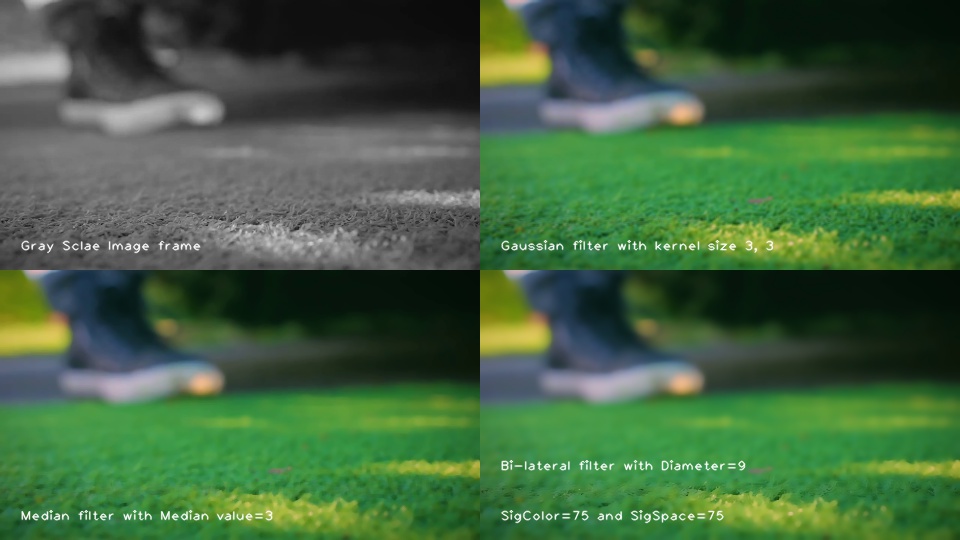 Gray Sclae Image frame
Gaussian filter with kernel size 3, 3
Median filter with Median value=3
Bi-lateral filter with Diameter=9
SigColor=75 and SigSpace=75